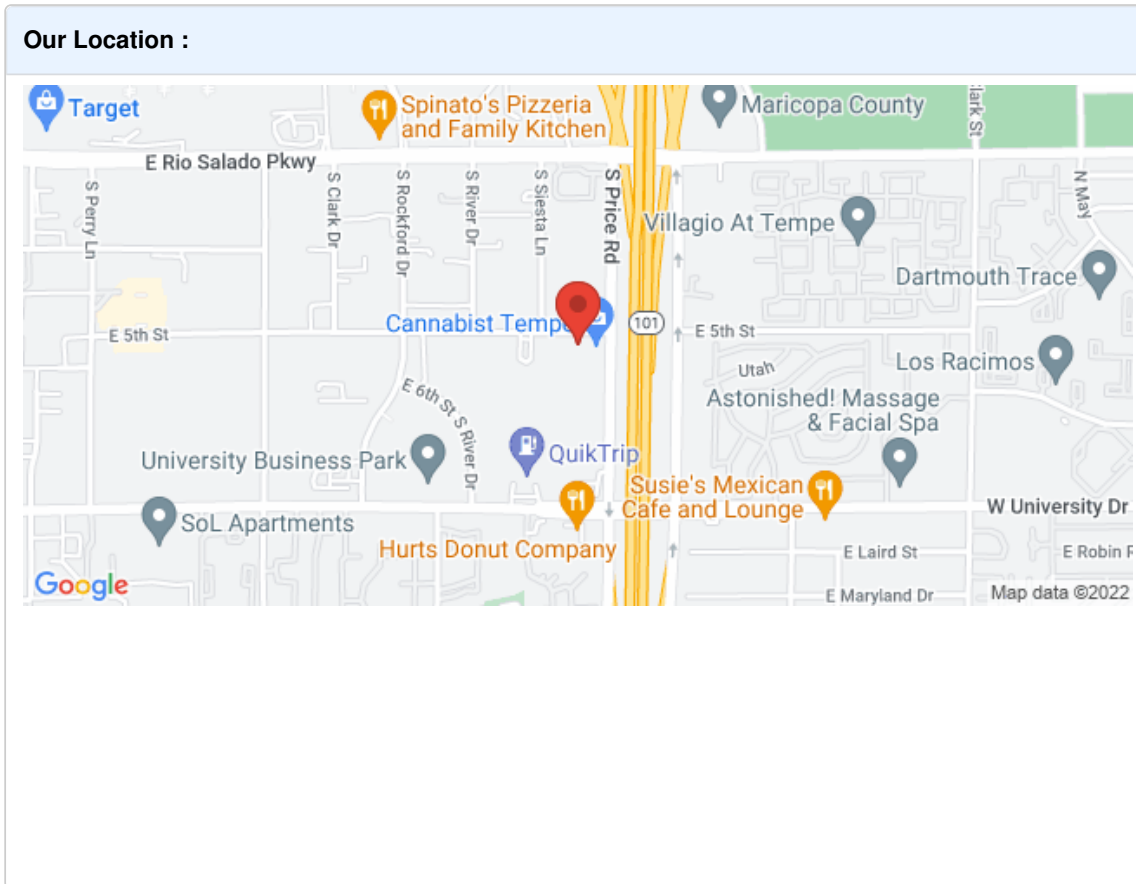 Our Location :
Target
Spinato's Pizzeria
and Family Kitchen
Maricopa County
Clark St
E Rio Salado Pkwy
S Perry Ln
S Clark Dr
S Rockford Dr
S River Dr
S Siesta Ln
S Price Rd
N May
Villagio At Tempe
Dartmouth Trace
Cannabist Tempe
101
E 5th St
E 5th St
Los Racimos
Utah
E 6th St
S River Dr
Astonished! Massage
& Facial Spa
University Business Park
QuikTrip
Susie's Mexican
Cafe and Lounge
W University Dr
SoL Apartments
Hurts Donut Company
E Laird St
E Robin R
Google
E Maryland Dr
Map data ©2022